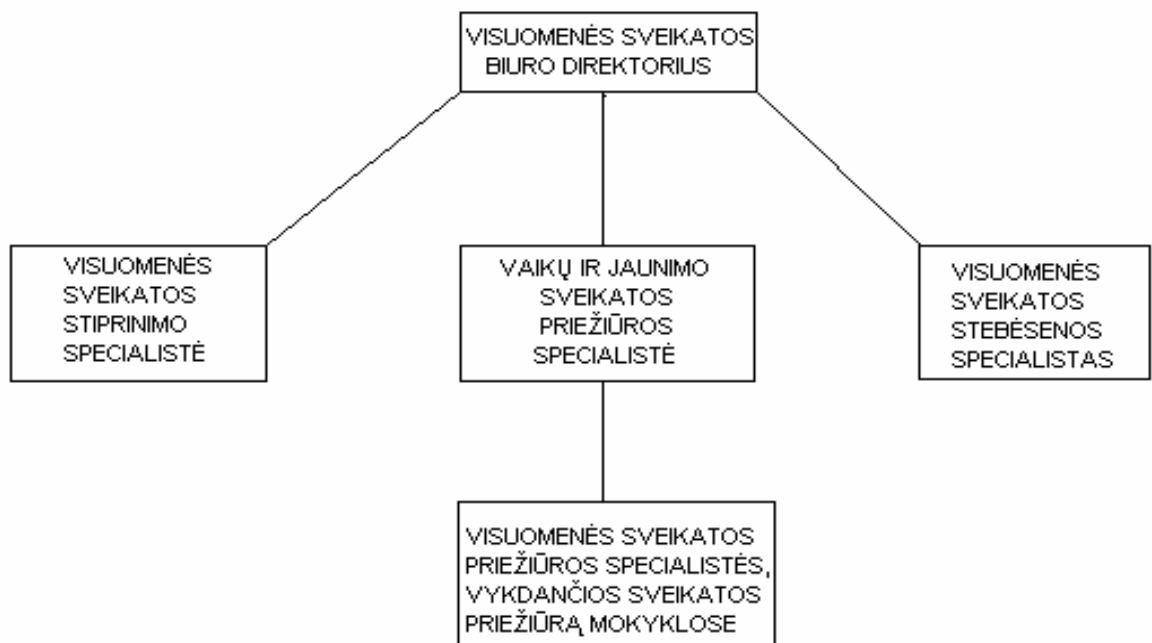 VISUOMENĖS SVEIKATOS
BIURO DIREKTORIUS
VISUOMENĖS
SVEIKATOS
STIPRINIMO
SPECIALISTĖ
VAIKŲ IR JAUNIMO
SVEIKATOS
PRIEŽIŪROS
SPECIALISTĖ
VISUOMENĖS
SVEIKATOS
STEBĖSENOS
SPECIALISTAS
VISUOMENĖS SVEIKATOS
PRIEŽIŪROS SPECIALISTĖS,
VYKDANČIOS SVEIKATOS
PRIEŽIŪRĄ MOKYKLOSE